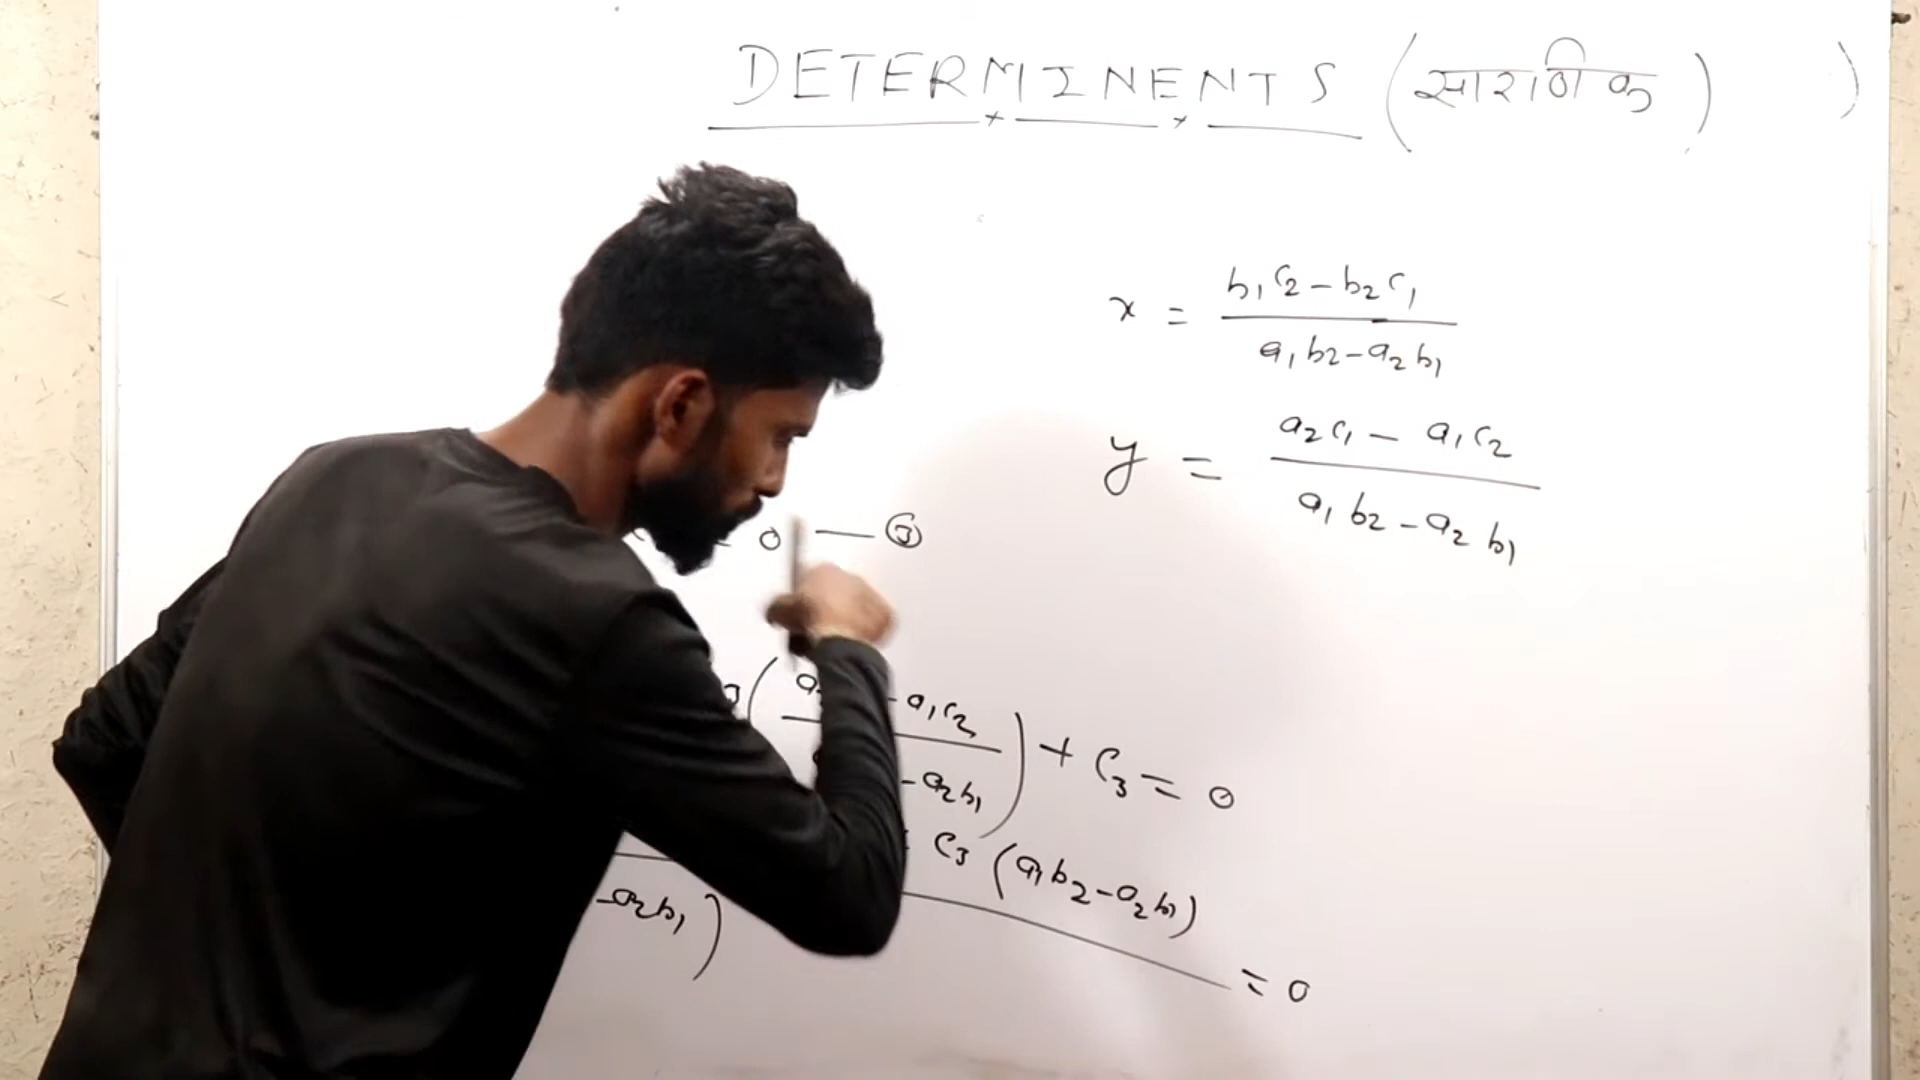 DETERMINENTS (सारणिक) )
x = b₁c₂ - b₂c₁ / a₁b₂ - a₂b₁
y = a₂c₁ - a₁c₂ / a₁b₂ - a₂b₁
0 — ③
( - a₁c₂ / - a₂b₁ ) + c₃ = 0
c₃ (a₁b₂ - a₂b₁)
- a₂b₁ )
= 0